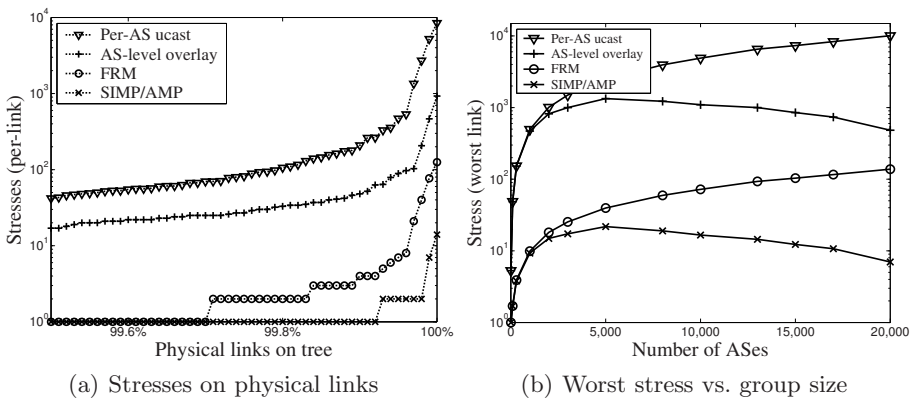 10^4
10^3
10^2
10^1
10^0
Stresses (per-link)
Per-AS ucast
AS-level overlay
FRM
SIMP/AMP
99.6% 99.8% 100%
Physical links on tree
(a) Stresses on physical links
10^4
10^3
10^2
10^1
10^0
Stress (worst link)
Per-AS ucast
AS-level overlay
FRM
SIMP/AMP
0 5,000 10,000 15,000 20,000
Number of ASes
(b) Worst stress vs. group size